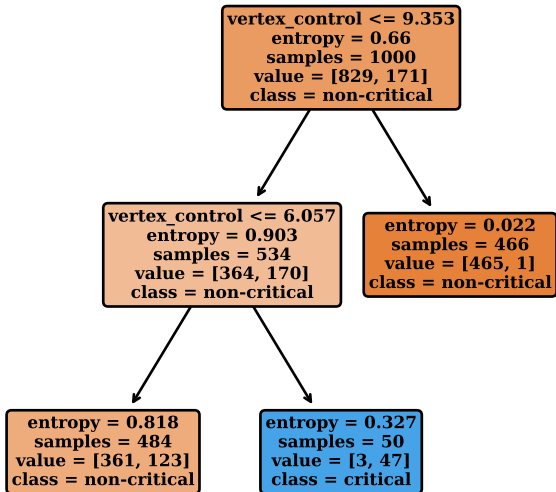 vertex_control <= 9.353
entropy = 0.66
samples = 1000
value = [829, 171]
class = non-critical
vertex_control <= 6.057
entropy = 0.903
samples = 534
value = [364, 170]
class = non-critical
entropy = 0.022
samples = 466
value = [465, 1]
class = non-critical
entropy = 0.818
samples = 484
value = [361, 123]
class = non-critical
entropy = 0.327
samples = 50
value = [3, 47]
class = critical